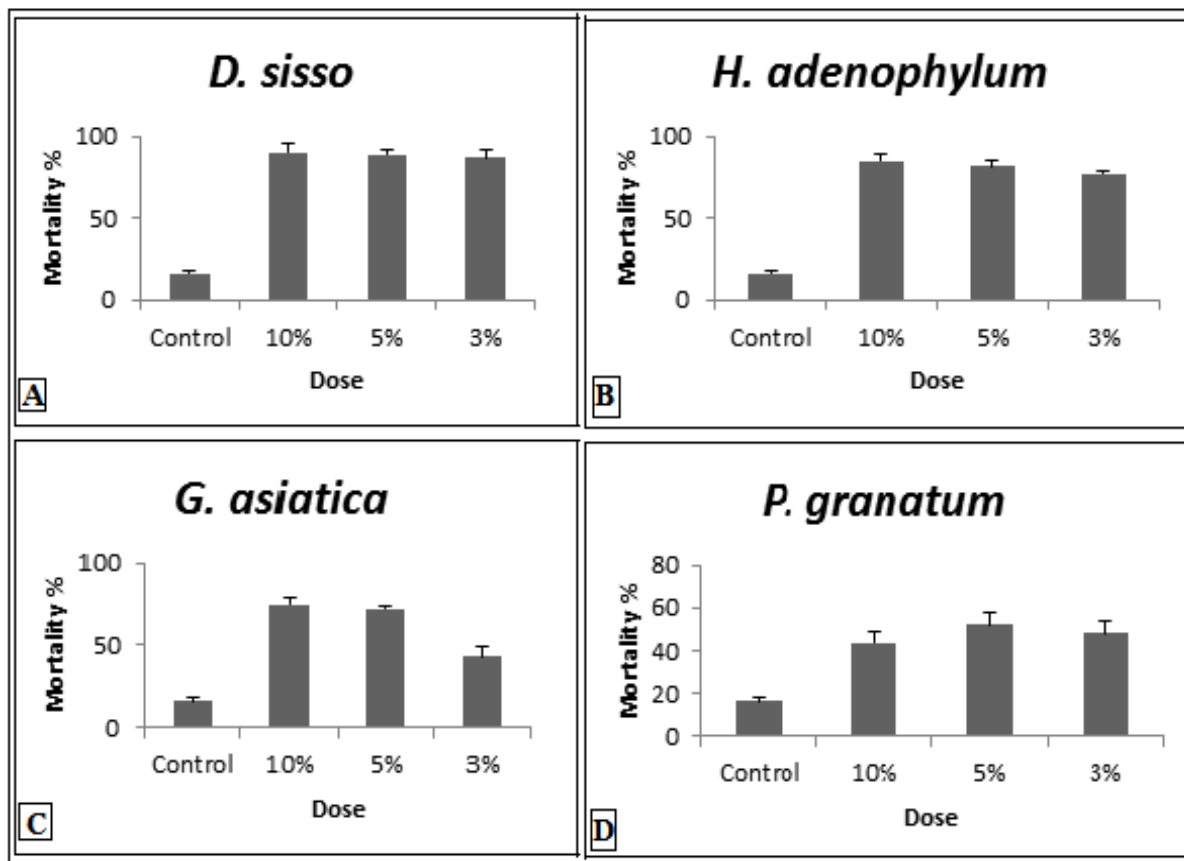 D. sisso
Mortality %
100
50
0
Control 10% 5% 3%
Dose
A
H. adenophylum
Mortality %
100
50
0
Control 10% 5% 3%
Dose
B
G. asiatica
Mortality %
100
50
0
Control 10% 5% 3%
Dose
C
P. granatum
Mortality %
80
60
40
20
0
Control 10% 5% 3%
Dose
D